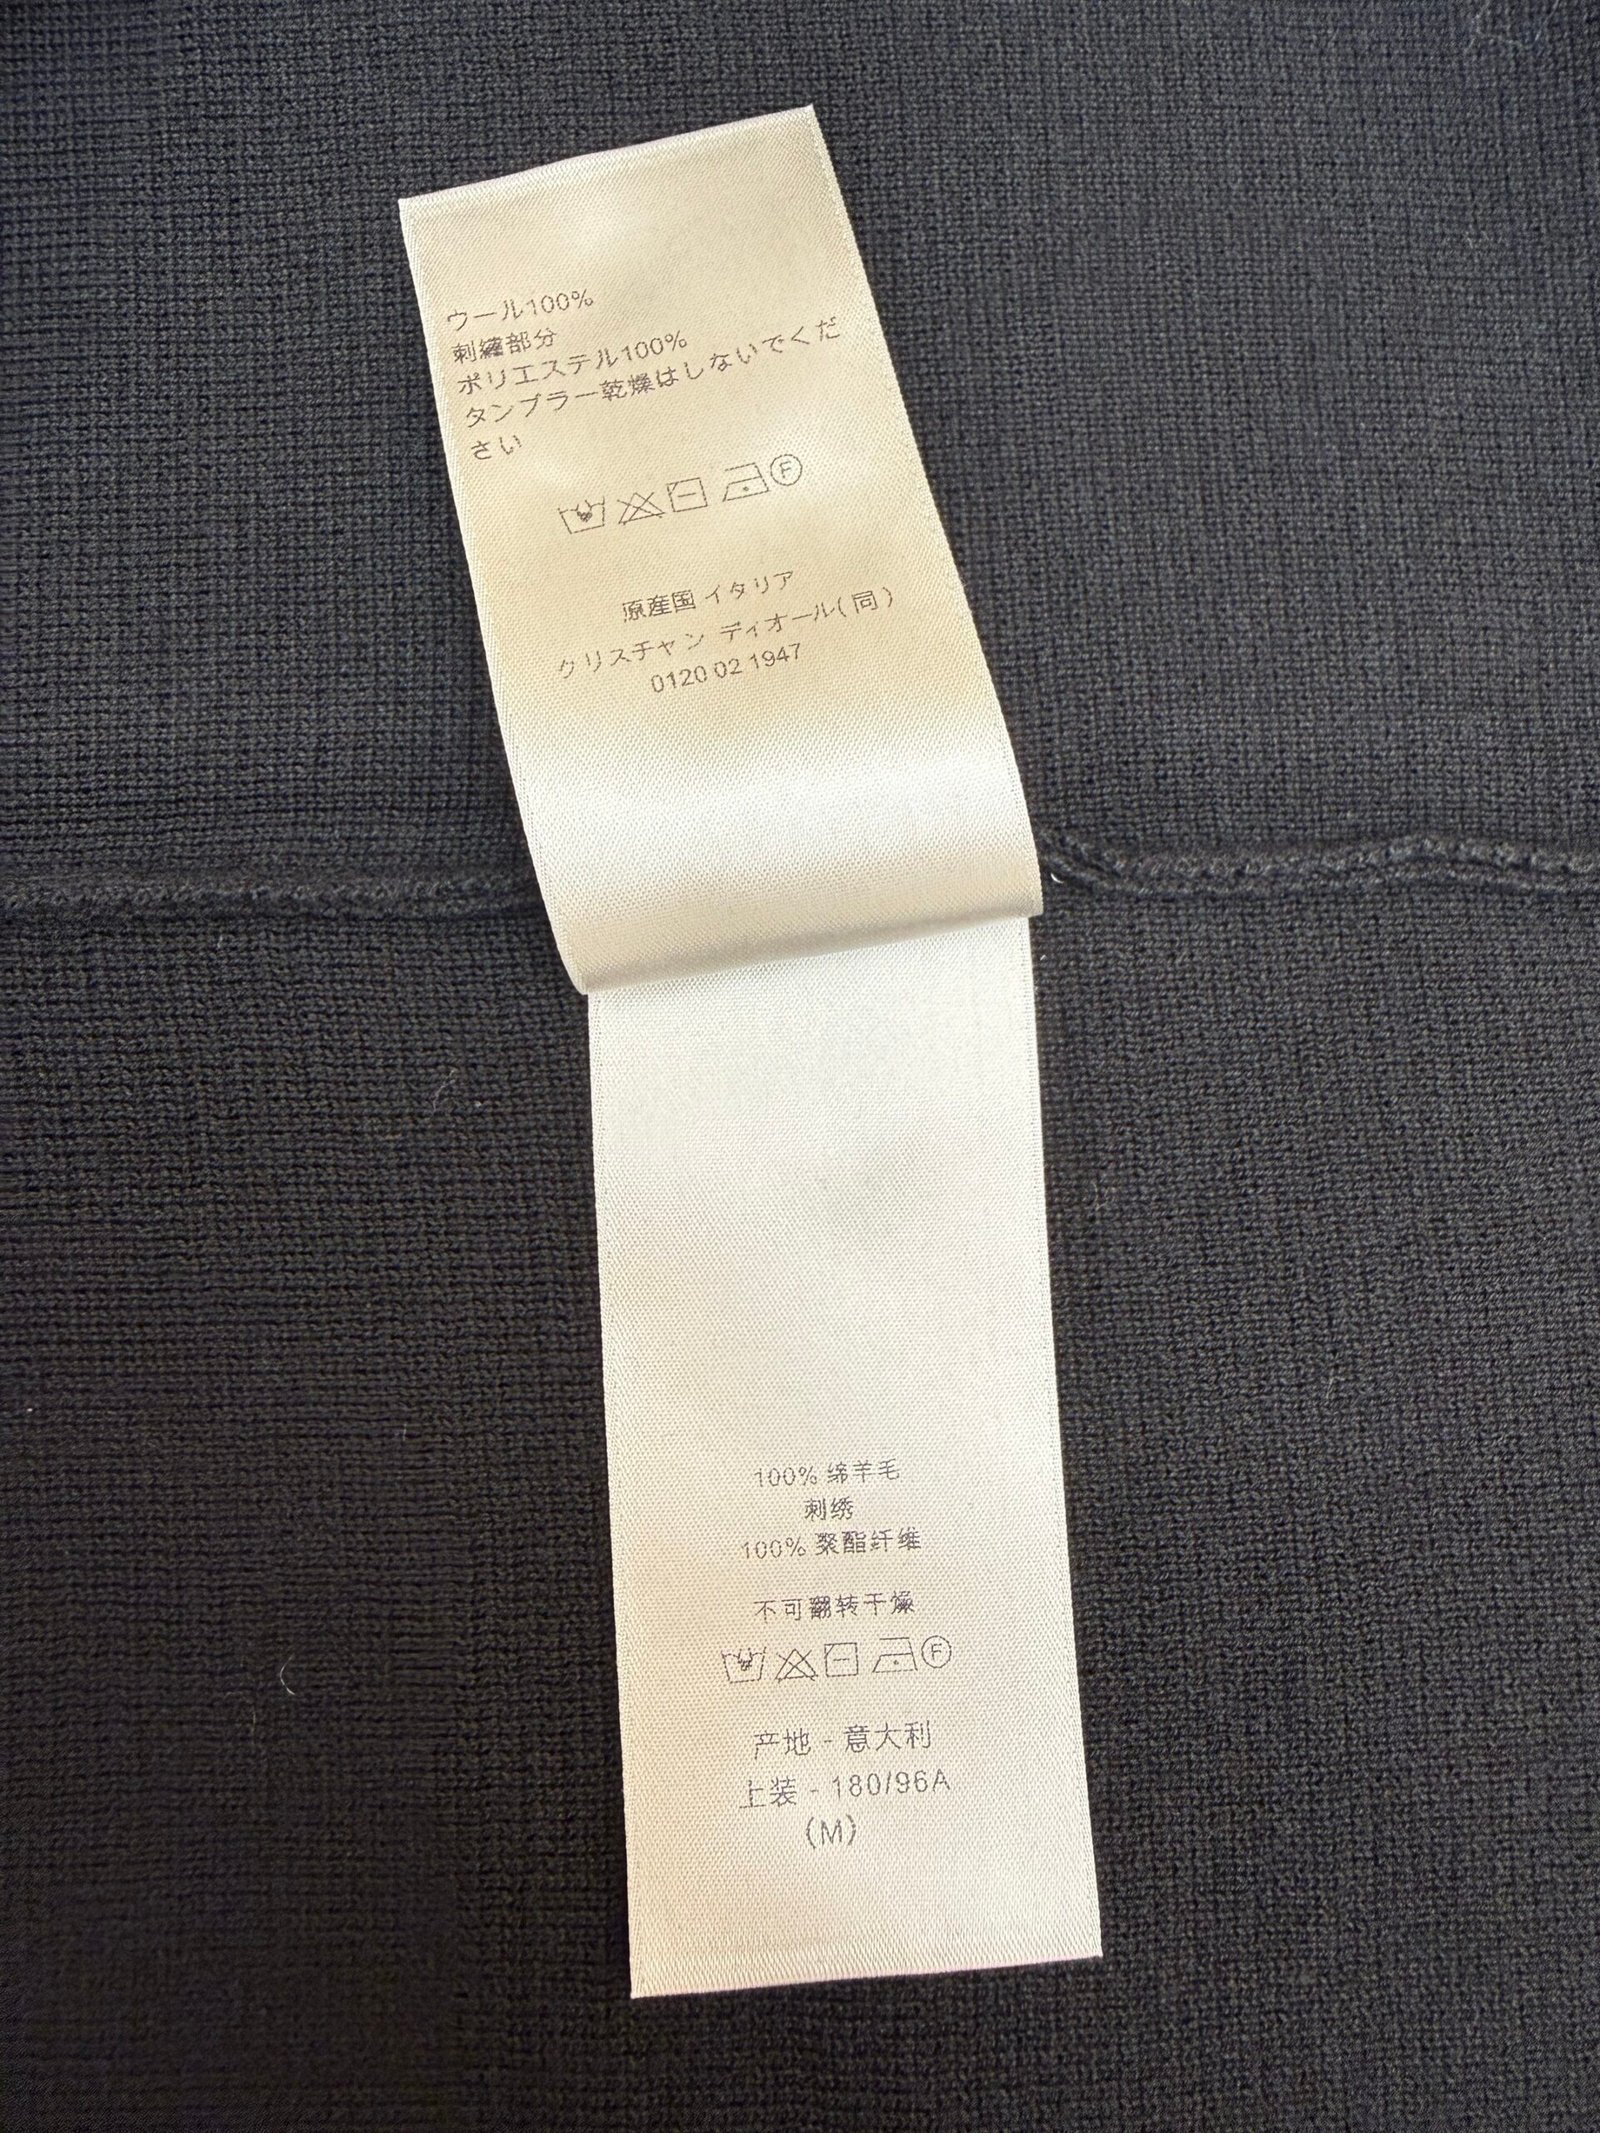 ウール100%
刺繍部分
ポリエステル100%
タンブラー乾燥はしないでくだ
さい
F
原産国 イタリア
クリスチャン ディオール(同)
0120 02 1947
100% 绵羊毛
刺绣
100% 聚酯纤维
不可翻转干燥
F
产地 - 意大利
上装 - 180/96A
(M)